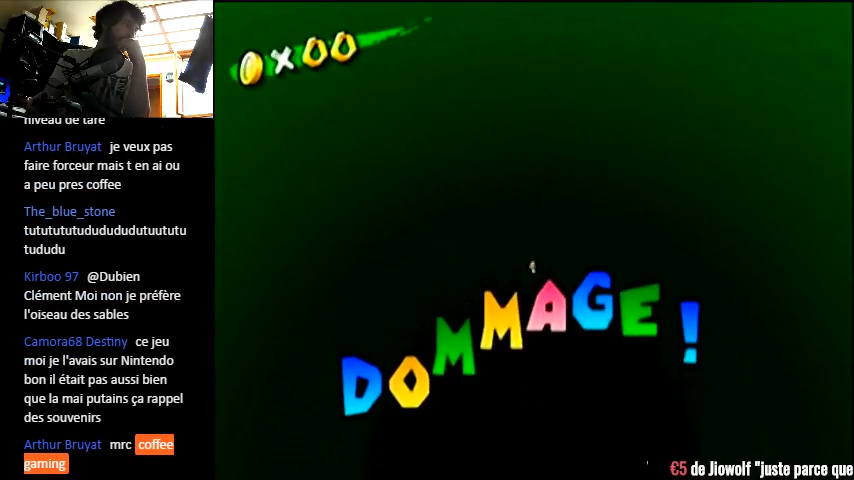 0×00
niveau de tare
Arthur Bruyat je veux pas
faire forceur mais t en ai ou
a peu pres coffee
The_blue_stone
tutututututudududududutuututu
tududu
Kirboo 97 @Dubien
Clément Moi non je préfère
l'oiseau des sables
Camora68 Destiny ce jeu
moi je l'avais sur Nintendo
bon il était pas aussi bien
que la mai putains ça rappel
des souvenirs
Arthur Bruyat mrc coffee
gaming
DOMMAGE !
€5 de Jiowolf "juste parce que